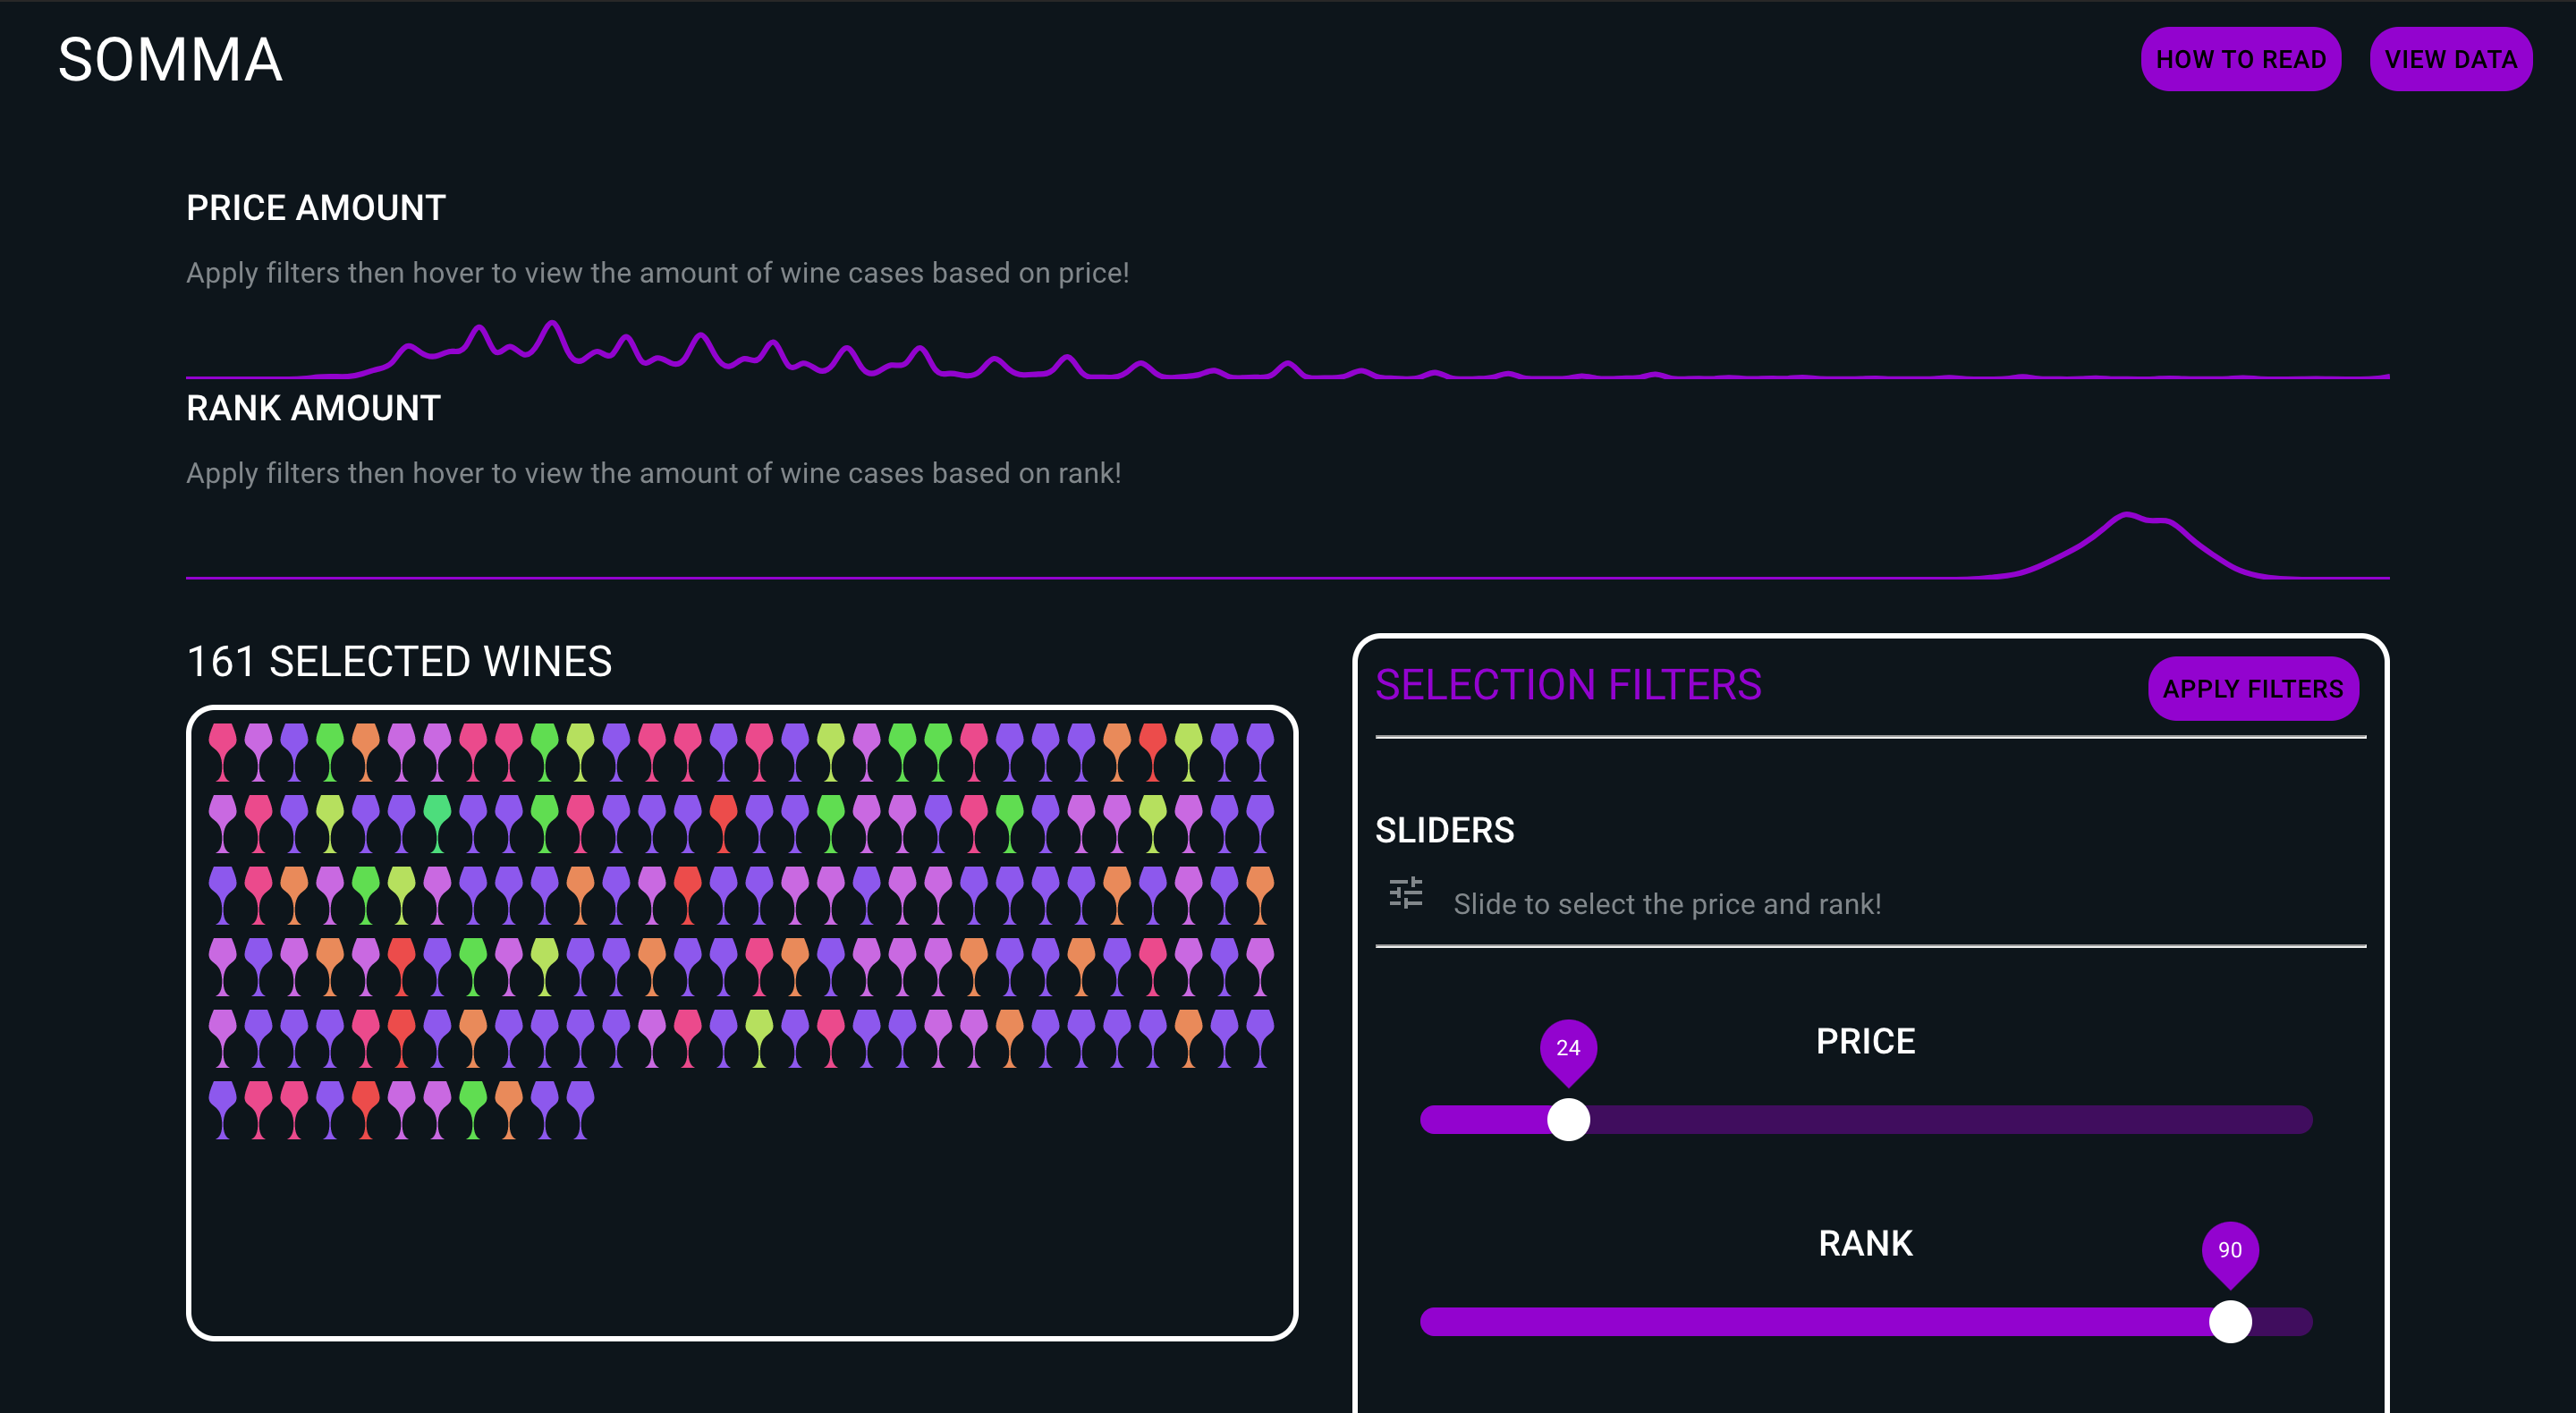 SOMMA
HOW TO READ
VIEW DATA
PRICE AMOUNT
Apply filters then hover to view the amount of wine cases based on price!
RANK AMOUNT
Apply filters then hover to view the amount of wine cases based on rank!
161 SELECTED WINES
SELECTION FILTERS
APPLY FILTERS
SLIDERS
Slide to select the price and rank!
PRICE
24
RANK
90